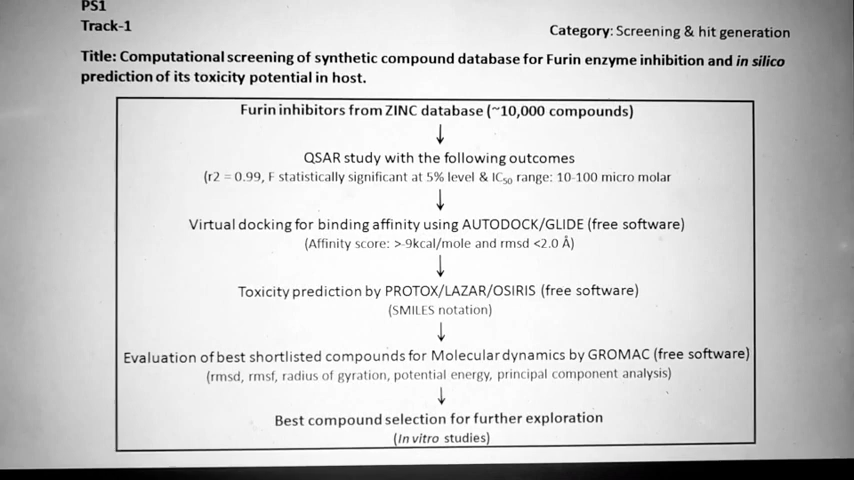 PS1
Track-1
Category: Screening & hit generation
Title: Computational screening of synthetic compound database for Furin enzyme inhibition and in silico
prediction of its toxicity potential in host.
Furin inhibitors from ZINC database (~10,000 compounds)
QSAR study with the following outcomes
(r2 = 0.99, F statistically significant at 5% level & IC50 range: 10-100 micro molar
Virtual docking for binding affinity using AUTODOCK/GLIDE (free software)
(Affinity score: >-9kcal/mole and rmsd <2.0 Å)
Toxicity prediction by PROTOX/LAZAR/OSIRIS (free software)
(SMILES notation)
Evaluation of best shortlisted compounds for Molecular dynamics by GROMAC (free software)
(rmsd, rmsf, radius of gyration, potential energy, principal component analysis)
Best compound selection for further exploration
(In vitro studies)